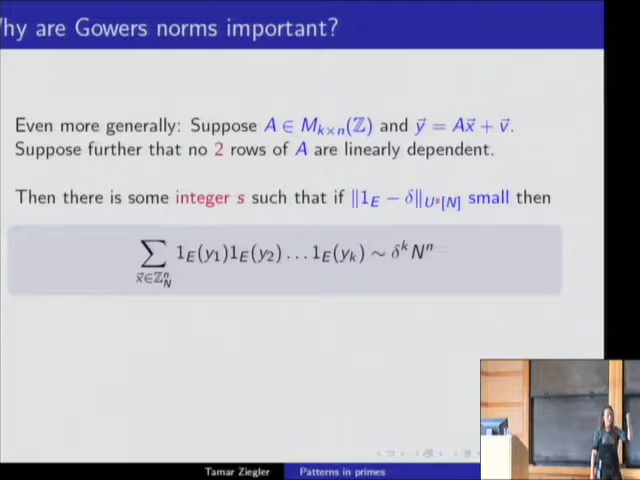 hy are Gowers norms important?
Even more generally: Suppose A ∈ M_{k×n}(ℤ) and y⃗ = Ax⃗ + v⃗.
Suppose further that no 2 rows of A are linearly dependent.
Then there is some integer s such that if ‖1_E − δ‖_{U^s[N]} small then
∑_{x⃗∈ℤ_N^n} 1_E(y_1)1_E(y_2) … 1_E(y_k) ∼ δ^k N^n
Tamar Ziegler Patterns in primes